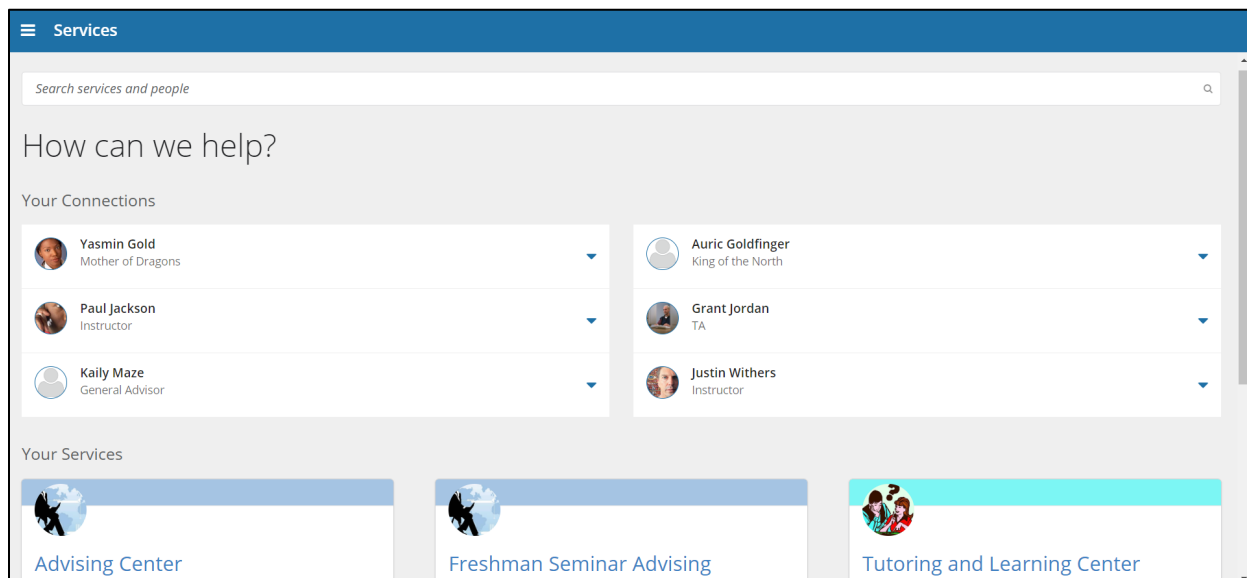 Services
Search services and people
How can we help?
Your Connections
Yasmin Gold
Mother of Dragons
Auric Goldfinger
King of the North
Paul Jackson
Instructor
Grant Jordan
TA
Kaily Maze
General Advisor
Justin Withers
Instructor
Your Services
?
Advising Center
Freshman Seminar Advising
Tutoring and Learning Center